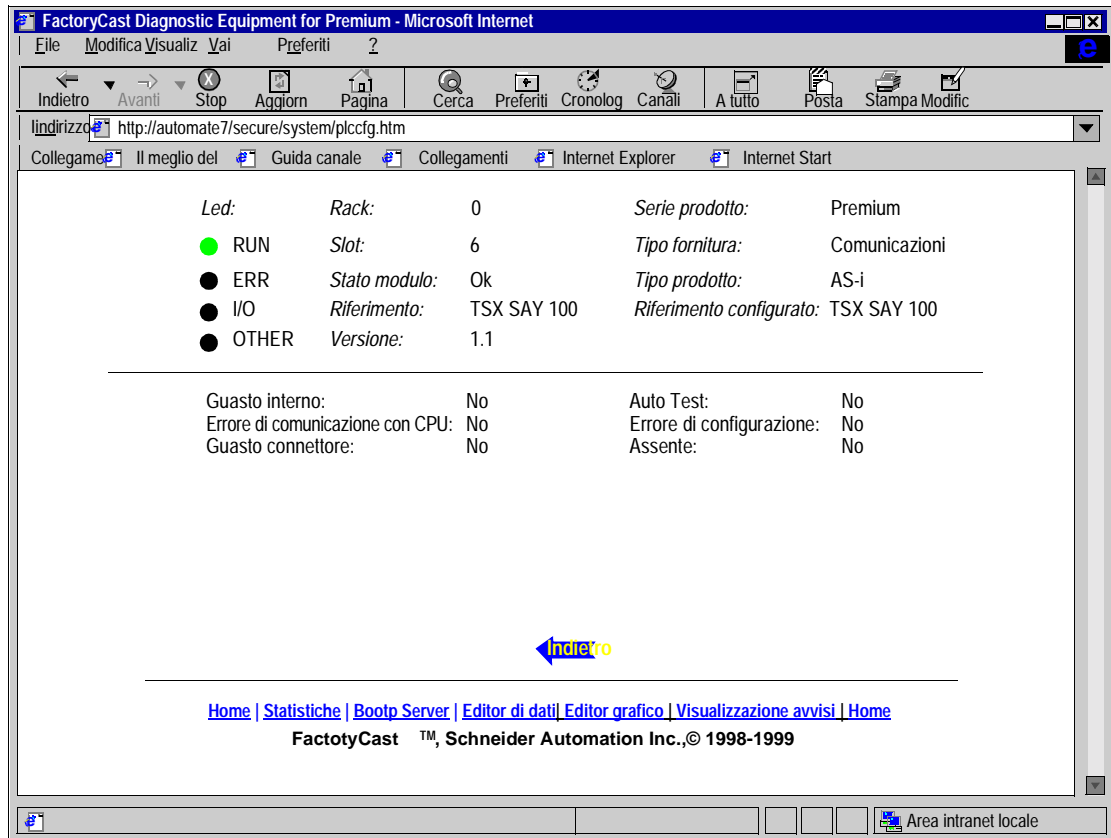 FactoryCast Diagnostic Equipment for Premium - Microsoft Internet
File Modifica Visualiz Vai Preferiti ?
Indietro Avanti Stop Aggiorn Pagina Cerca Preferiti Cronolog Canali A tutto Posta Stampa Modific
Iindirizzo http://automate7/secure/system/plccfg.htm
Collegame Il meglio del Guida canale Collegamenti Internet Explorer Internet Start
Led: Rack: 0 Serie prodotto: Premium
RUN Slot: 6 Tipo fornitura: Comunicazioni
ERR Stato modulo: Ok Tipo prodotto: AS-i
I/O Riferimento: TSX SAY 100 Riferimento configurato: TSX SAY 100
OTHER Versione: 1.1
Guasto interno: No Auto Test: No
Errore di comunicazione con CPU: No Errore di configurazione: No
Guasto connettore: No Assente: No
Indietro
Home | Statistiche | Bootp Server | Editor di dati| Editor grafico | Visualizzazione avvisi | Home
FactotyCast ™, Schneider Automation Inc.,© 1998-1999
Area intranet locale